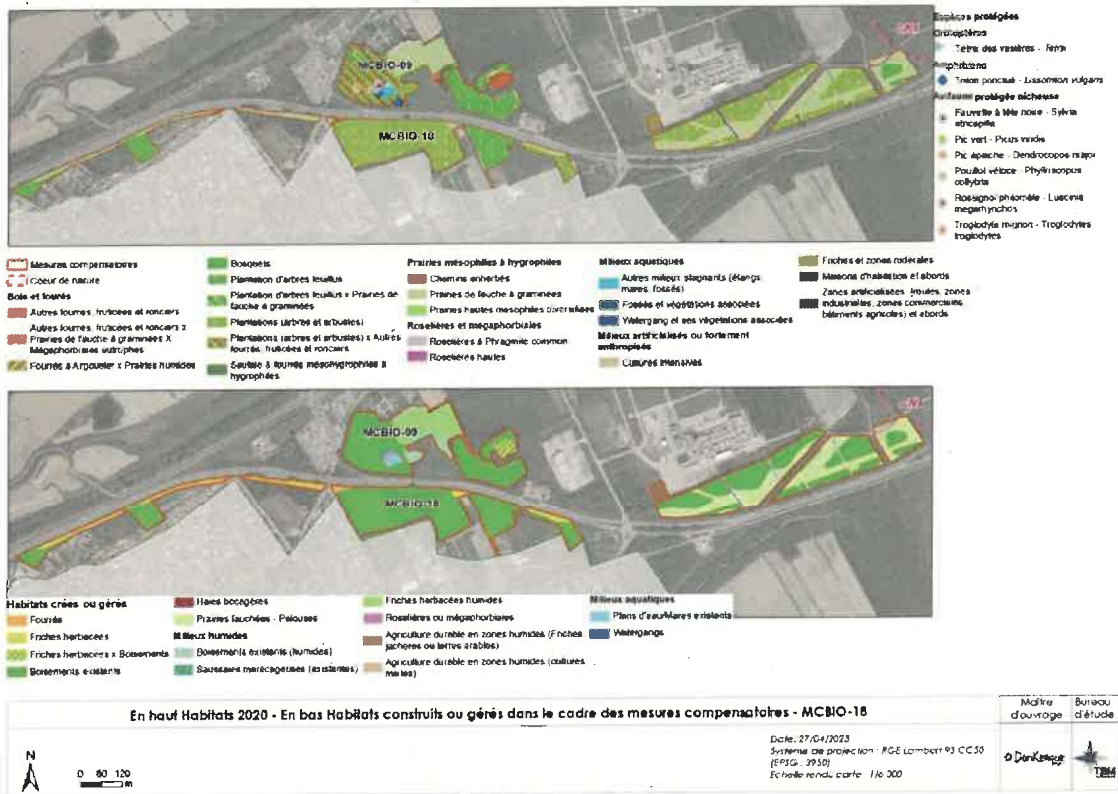 MCBIO-09
MCBIO-18
Espèces protégées
Orthoptères
Tetrix des vasières - Tetrix
Amphibiens
Triton ponctué - Lissotriton vulgaris
Avifaune protégée nicheuse
Fauvette à tête noire - Sylvia
atricapilla
Pic vert - Picus viridis
Pic épeiche - Dendrocopos major
Pouillot véloce - Phylloscopus
collybita
Rossignol philomèle - Luscinia
megarhynchos
Troglodyte mignon - Troglodytes
troglodytes
Mesures compensatoires
Coeur de nature
Bois et fourrés
Autres fourrés, fruticées et ronciers
Autres fourrés, fruticées et ronciers x
Prairies de fauche à graminées X
Mégaphorbiaies eutrophes
Fourrés à Argousier x Prairies humides
Bosquets
Plantation d'arbres feuillus
Plantation d'arbres feuillus x Prairies de
fauche à graminées
Plantations (arbres et arbustes)
Plantations (arbres et arbustes) x Autres
fourrés, fruticées et ronciers
Saulaie à fourrés mésohygrophiles à
hygrophiles
Prairies mésophiles à hygrophiles
Chemins enherbés
Prairies de fauche à graminées
Prairies hautes mésophiles diversifiées
Roselières et mégaphorbiaies
Roselières à Phragmite commun
Roselières hautes
Milieux aquatiques
Autres milieux stagnants (étangs,
mares, fossés)
Fossés et végétations associées
Watergang et ses végétations associées
Milieux artificialisés ou fortement
anthropisés
Cultures intensives
Friches et zones rudérales
Maisons d'habitation et abords
Zones artificialisées (routes, zones
industrielles, zones commerciales,
bâtiments agricoles) et abords
MCBIO-09
MCBIO-18
Habitats crées ou gérés
Fourrés
Friches herbacées
Friches herbacées x Boisements
Boisements existants
Haies bocagères
Prairies fauchées - Pelouses
Milieux humides
Boisements existants (humides)
Saussaies marécageuses (existantes)
Friches herbacées humides
Roselières ou mégaphorbiaies
Agriculture durable en zones humides (Friches,
jachères ou terres arables)
Agriculture durable en zones humides (cultures
mixtes)
Milieux aquatiques
Plans d'eau/Mares existants
Watergangs
En haut Habitats 2020 - En bas Habitats construits ou gérés dans le cadre des mesures compensatoires - MCBIO-18
Maître
d'ouvrage
Bureau
d'étude
N
0 60 120
m
Date: 27/04/2023
Système de projection : RGF Lambert 93 CC50
(EPSG : 3950)
Echelle rendu carte : 1/6 000
Dunkerque
TBM